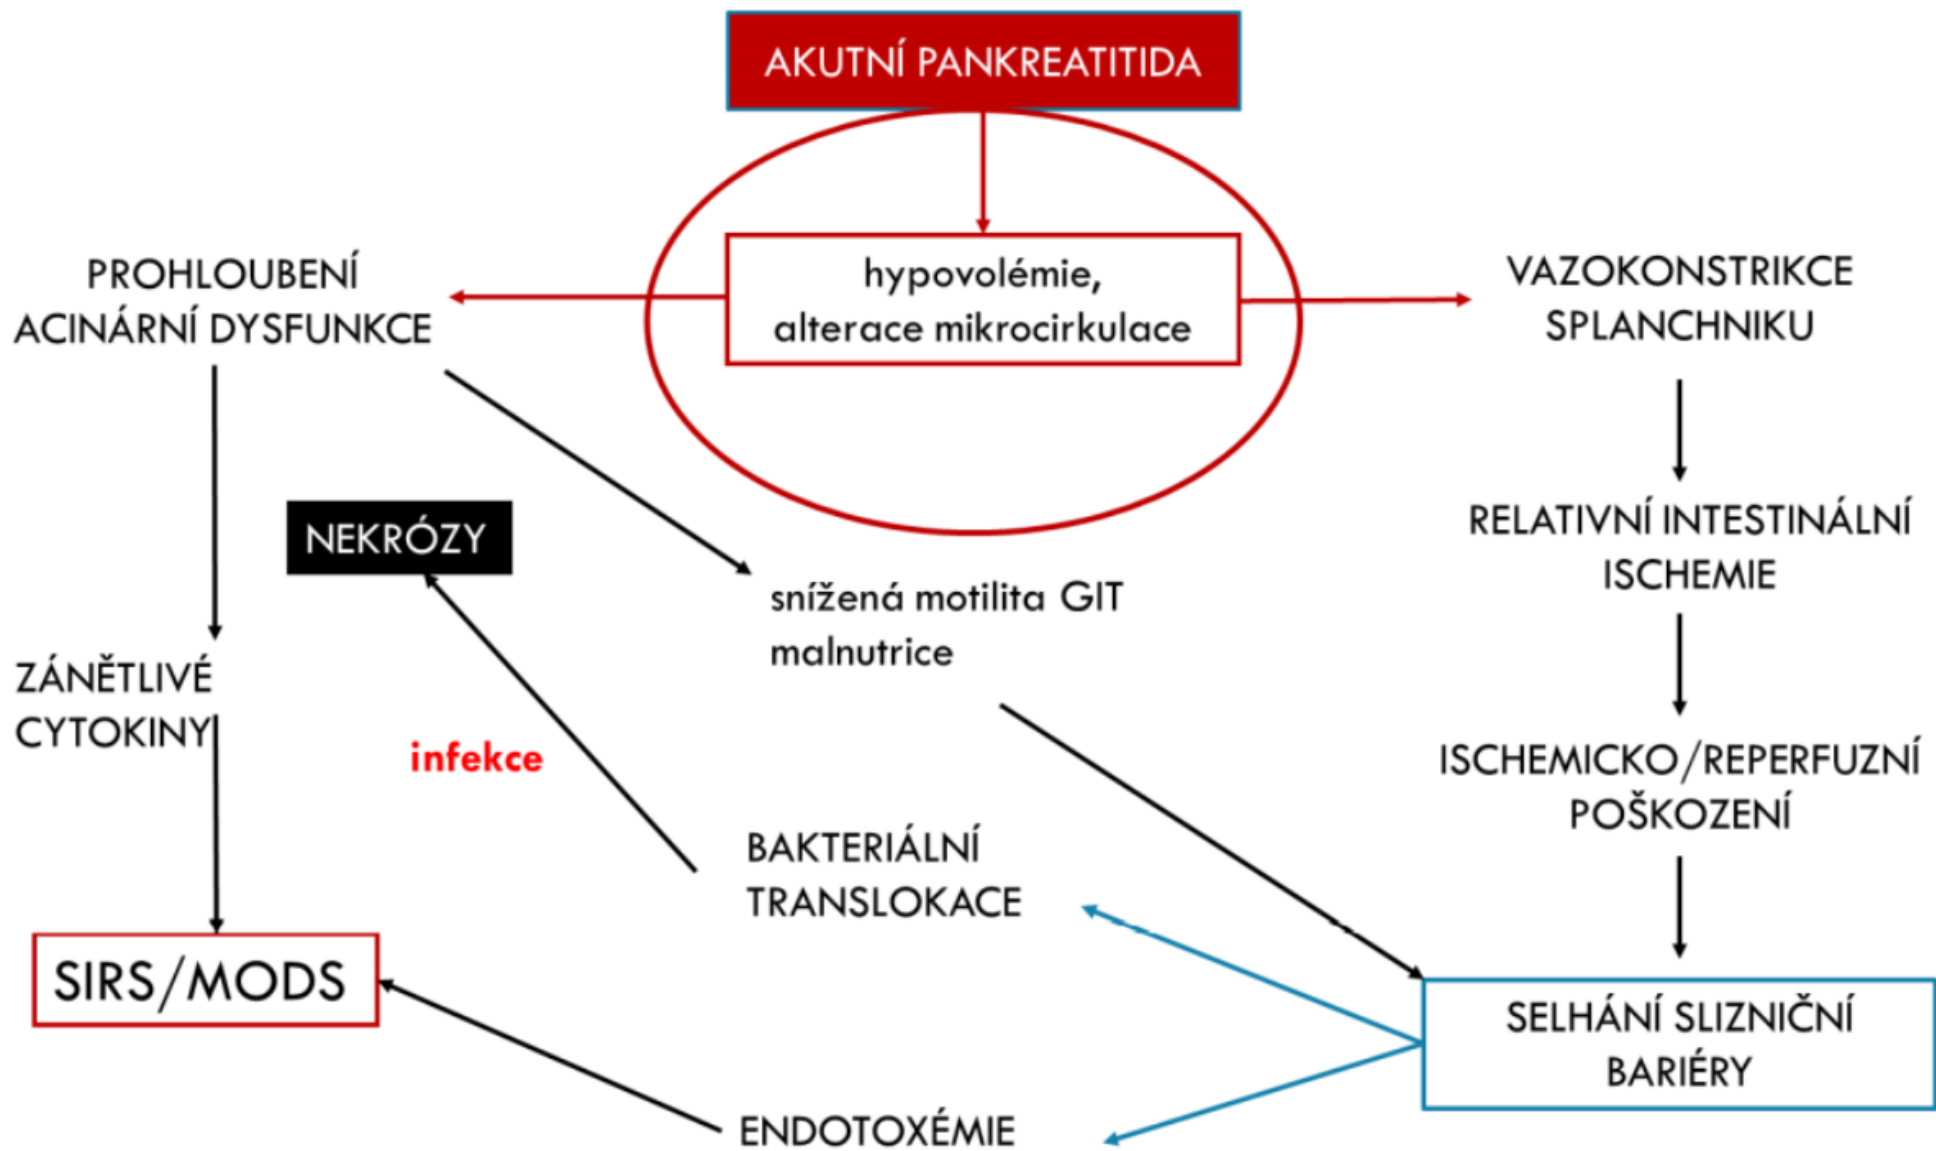 AKUTNÍ PANKREATITIDA
PROHLOUBENÍ
ACINÁRNÍ DYSFUNKCE
hypovolémie,
alterace mikrocirkulace
VAZOKONSTRIKCE
SPLANCHNIKU
NEKRÓZY
RELATIVNÍ INTESTINÁLNÍ
ISCHEMIE
snížená motilita GIT
malnutrice
ZÁNĚTLIVÉ
CYTOKINY
infekce
ISCHEMICKO/REPERFUZNÍ
POŠKOZENÍ
BAKTERIÁLNÍ
TRANSLOKACE
SIRS/MODS
SELHÁNÍ SLIZNIČNÍ
BARIÉRY
ENDOTOXÉMIE